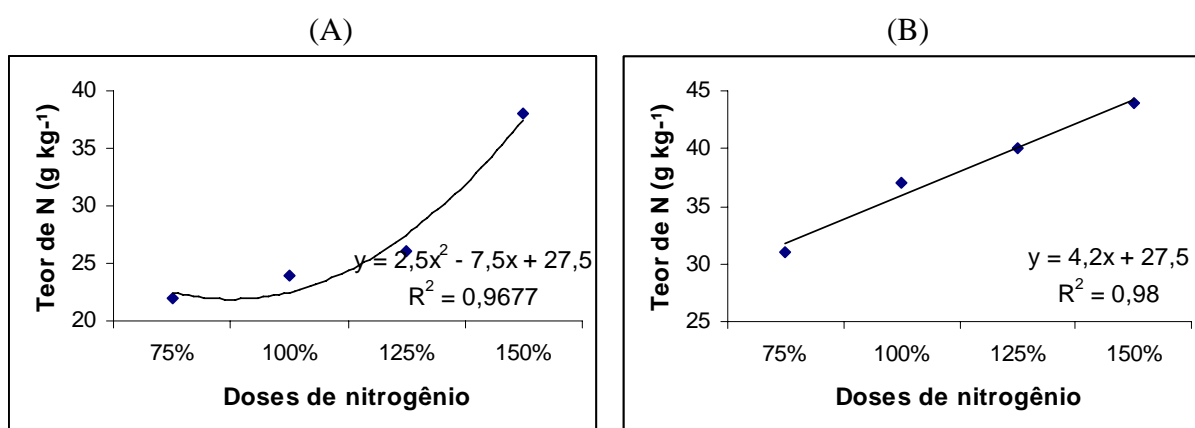 (A)
Teor de N (g kg-¹)
40
35
30
25
20
y = 2,5x² - 7,5x + 27,5
R² = 0,9677
75% 100% 125% 150%
Doses de nitrogênio
(B)
Teor de N (g kg-¹)
45
40
35
30
25
y = 4,2x + 27,5
R² = 0,98
75% 100% 125% 150%
Doses de nitrogênio